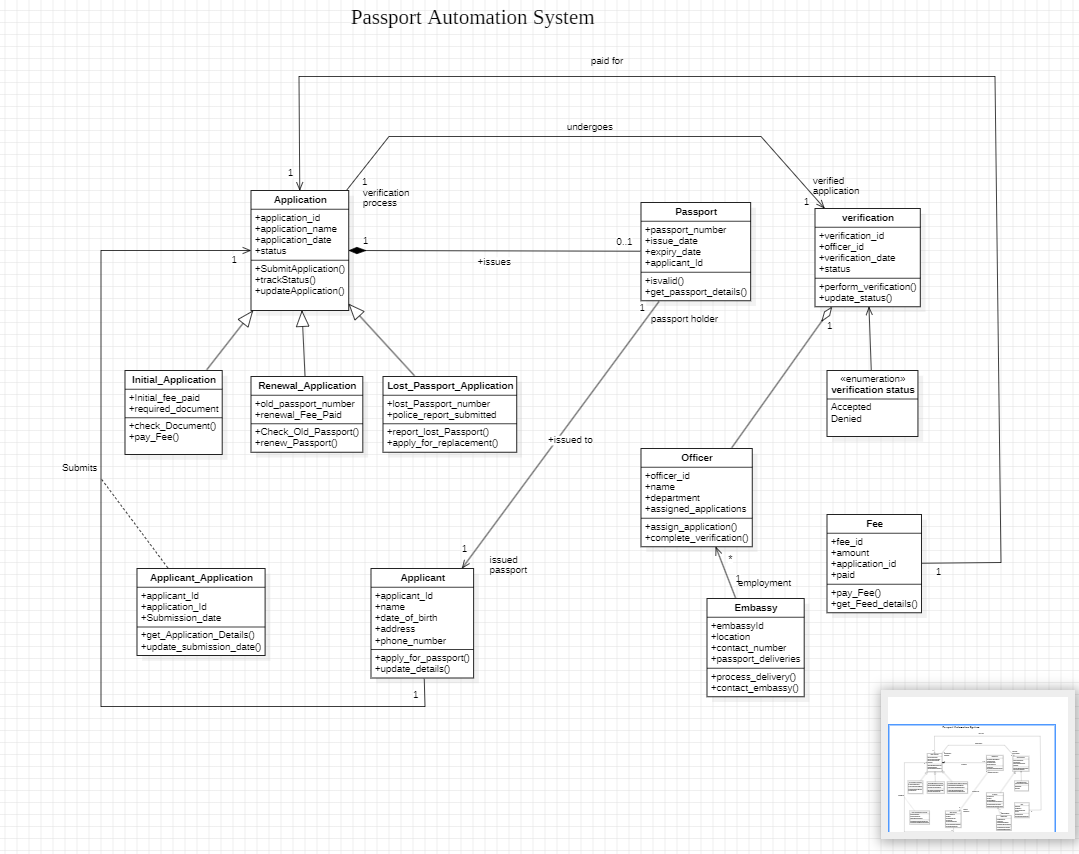 Passport Automation System
paid for
undergoes
1
1
verification
process
verified
application
1
Application
+application_id
+application_name
+application_date
+status
+SubmitApplication()
+trackStatus()
+updateApplication()
1
1
+issues
0..1
Passport
+passport_number
+issue_date
+expiry_date
+applicant_Id
+isvalid()
+get_passport_details()
1
passport holder
verification
+verification_id
+officer_id
+verification_date
+status
+perform_verification()
+update_status()
1
Initial_Application
+Initial_fee_paid
+required_document
+check_Document()
+pay_Fee()
Renewal_Application
+old_passport_number
+renewal_Fee_Paid
+Check_Old_Passport()
+renew_Passport()
Lost_Passport_Application
+lost_Passport_number
+police_report_submitted
+report_lost_Passport()
+apply_for_replacement()
«enumeration»
verification status
Accepted
Denied
+issued to
Submits
Officer
+officer_id
+name
+department
+assigned_applications
+assign_application()
+complete_verification()
*
1
employment
Fee
+fee_id
+amount
+application_id
+paid
+pay_Fee()
+get_Feed_details()
1
1
issued
passport
Applicant_Application
+applicant_Id
+application_Id
+Submission_date
+get_Application_Details()
+update_submission_date()
Applicant
+applicant_Id
+name
+date_of_birth
+address
+phone_number
+apply_for_passport()
+update_details()
1
Embassy
+embassyId
+location
+contact_number
+passport_deliveries
+process_delivery()
+contact_embassy()
Passport Automation System